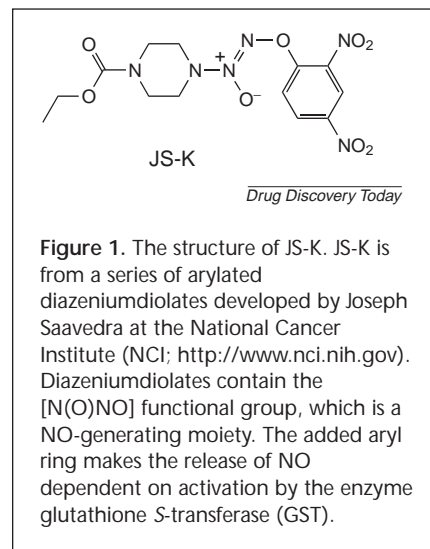 O
O
N
N
N
+
O⁻
N
O
NO₂
NO₂
JS-K
Drug Discovery Today
Figure 1. The structure of JS-K. JS-K is
from a series of arylated
diazeniumdiolates developed by Joseph
Saavedra at the National Cancer
Institute (NCI; http://www.nci.nih.gov).
Diazeniumdiolates contain the
[N(O)NO] functional group, which is a
NO-generating moiety. The added aryl
ring makes the release of NO
dependent on activation by the enzyme
glutathione S-transferase (GST).